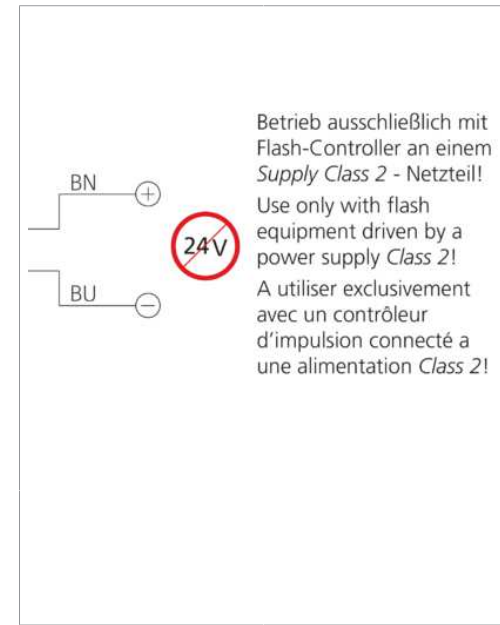 Betrieb ausschließlich mit
Flash-Controller an einem
Supply Class 2 - Netzteil!
Use only with flash
equipment driven by a
power supply Class 2!
A utiliser exclusivement
avec un contrôleur
d'impulsion connecté a
une alimentation Class 2!
BN
+
24V
BU
−